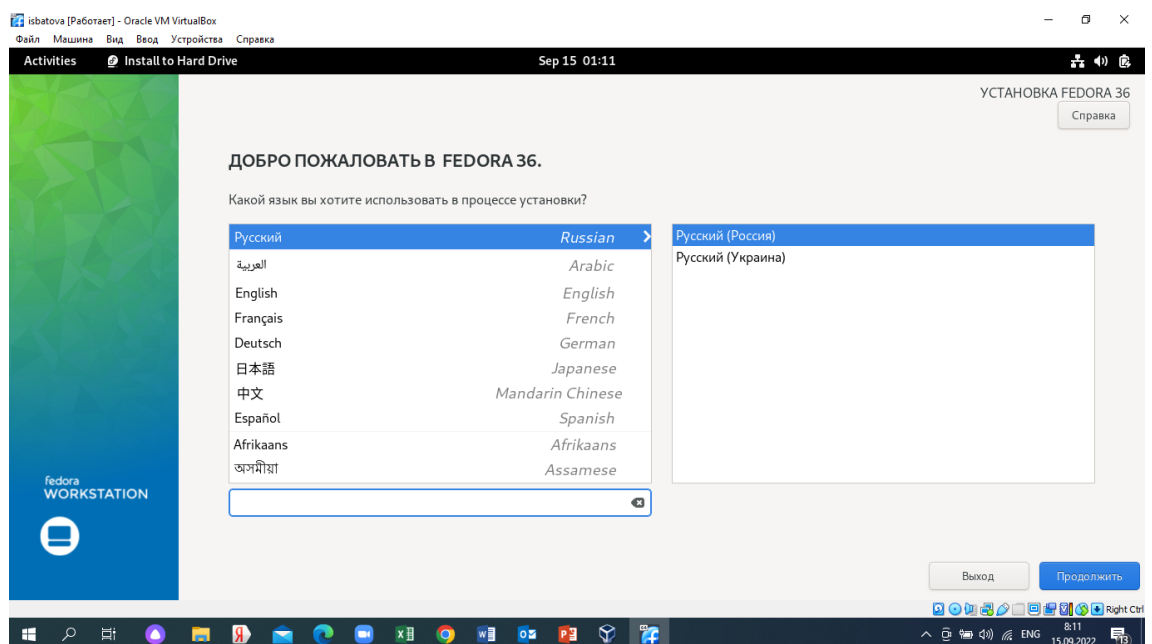 isbatova [Работает] - Oracle VM VirtualBox
Файл Машина Вид Ввод Устройства Справка
Activities Install to Hard Drive Sep 15 01:11
УСТАНОВКА FEDORA 36
Справка
ДОБРО ПОЖАЛОВАТЬ В FEDORA 36.
Какой язык вы хотите использовать в процессе установки?
Русский Russian
العربية Arabic
English English
Français French
Deutsch German
日本語 Japanese
中文 Mandarin Chinese
Español Spanish
Afrikaans Afrikaans
অসমীয়া Assamese
Русский (Россия)
Русский (Украина)
fedora
WORKSTATION
Выход Продолжить
Right Ctrl
ENG
8:11
15.09.2022